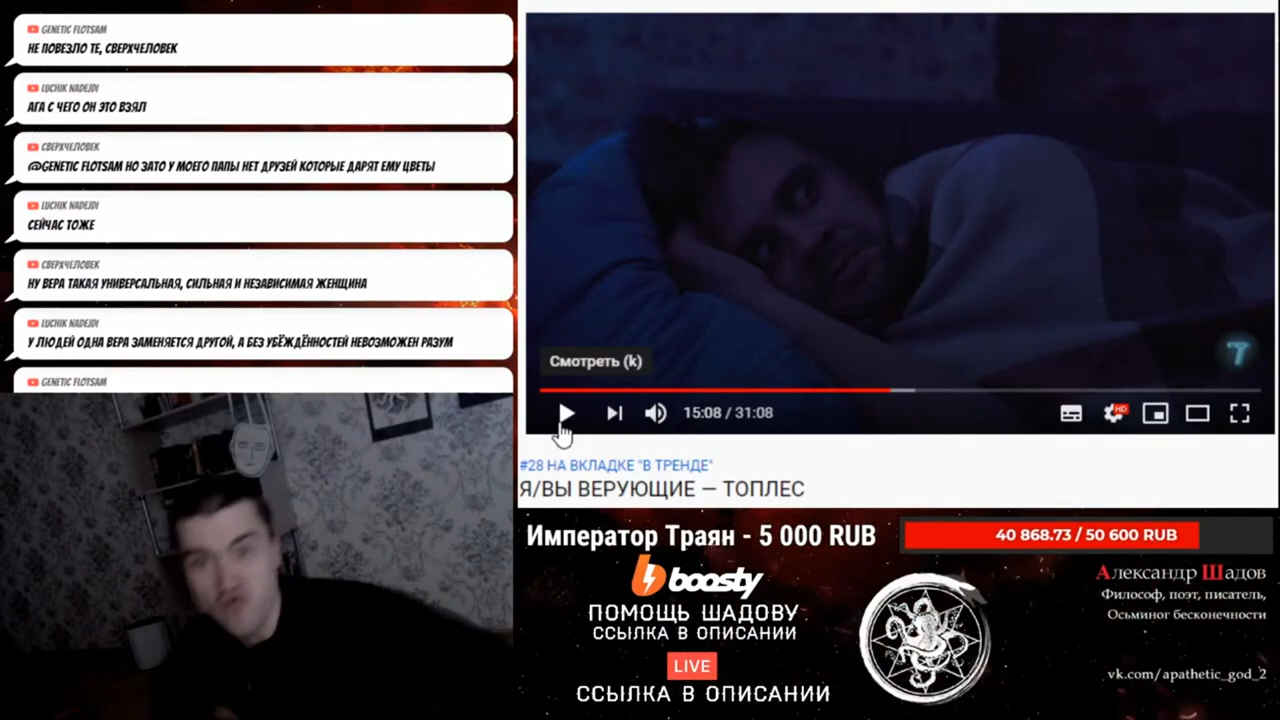 GENETIC FLOTSAM
НЕ ПОВЕЗЛО ТЕ, СВЕРХЧЕЛОВЕК
LUCHIK NADEJDI
АГА С ЧЕГО ОН ЭТО ВЗЯЛ
СВЕРХЧЕЛОВЕК
@GENETIC FLOTSAM НО ЗАТО У МОЕГО ПАПЫ НЕТ ДРУЗЕЙ КОТОРЫЕ ДАРЯТ ЕМУ ЦВЕТЫ
LUCHIK NADEJDI
СЕЙЧАС ТОЖЕ
СВЕРХЧЕЛОВЕК
НУ ВЕРА ТАКАЯ УНИВЕРСАЛЬНАЯ, СИЛЬНАЯ И НЕЗАВИСИМАЯ ЖЕНЩИНА
LUCHIK NADEJDI
У ЛЮДЕЙ ОДНА ВЕРА ЗАМЕНЯЕТСЯ ДРУГОЙ, А БЕЗ УБЁЖДЁННОСТЕЙ НЕВОЗМОЖЕН РАЗУМ
GENETIC FLOTSAM
Смотреть (k)
15:08 / 31:08
HD
#28 НА ВКЛАДКЕ "В ТРЕНДЕ"
Я/ВЫ ВЕРУЮЩИЕ — ТОПЛЕС
Император Траян - 5 000 RUB
40 868.73 / 50 600 RUB
boosty
ПОМОЩЬ ШАДОВУ
ССЫЛКА В ОПИСАНИИ
LIVE
ССЫЛКА В ОПИСАНИИ
Александр Шадов
Философ, поэт, писатель,
Осьминог бесконечности
vk.com/apathetic_god_2